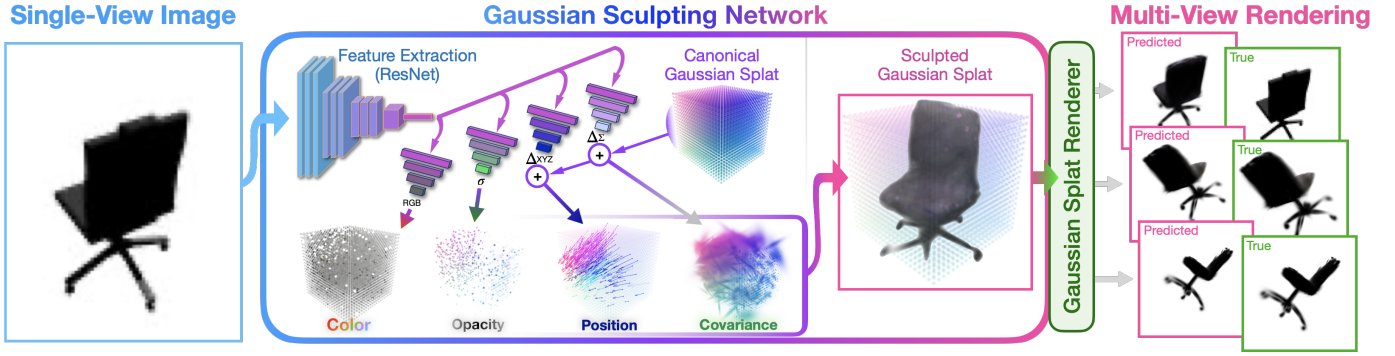 Single-View Image
Gaussian Sculpting Network
Multi-View Rendering
Feature Extraction
(ResNet)
Canonical
Gaussian Splat
Sculpted
Gaussian Splat
RGB
σ
ΔXYZ
ΔΣ
+
+
Color
Opacity
Position
Covariance
Gaussian Splat Renderer
Predicted
True
Predicted
True
Predicted
True